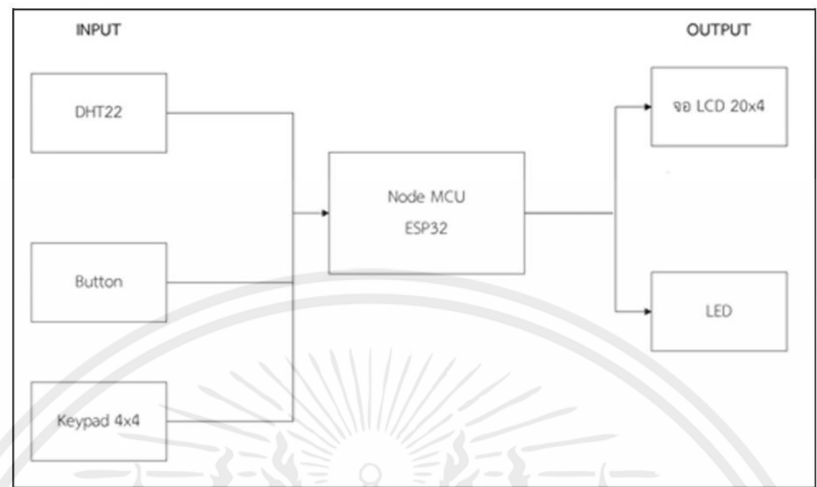 INPUT
OUTPUT
DHT22
จอ LCD 20x4
Node MCU
ESP32
Button
LED
Keypad 4x4